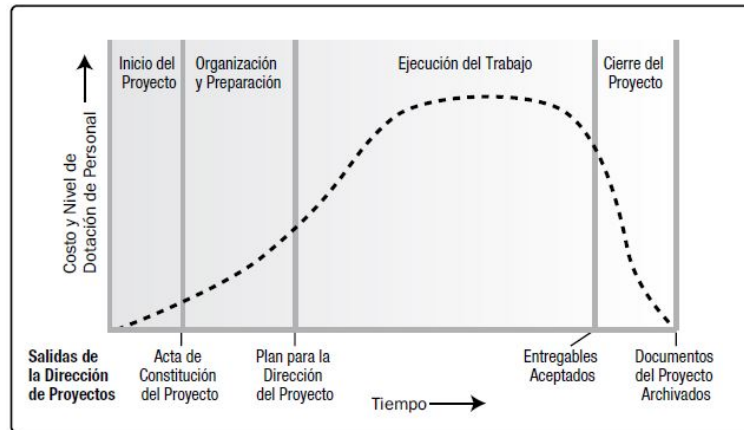 Inicio del
Proyecto
Organización
y Preparación
Ejecución del Trabajo
Cierre del
Proyecto
Costo y Nivel de
Dotación de Personal
Salidas de
la Dirección
de Proyectos
Acta de
Constitución
del Proyecto
Plan para la
Dirección
del Proyecto
Entregables
Aceptados
Documentos
del Proyecto
Archivados
Tiempo